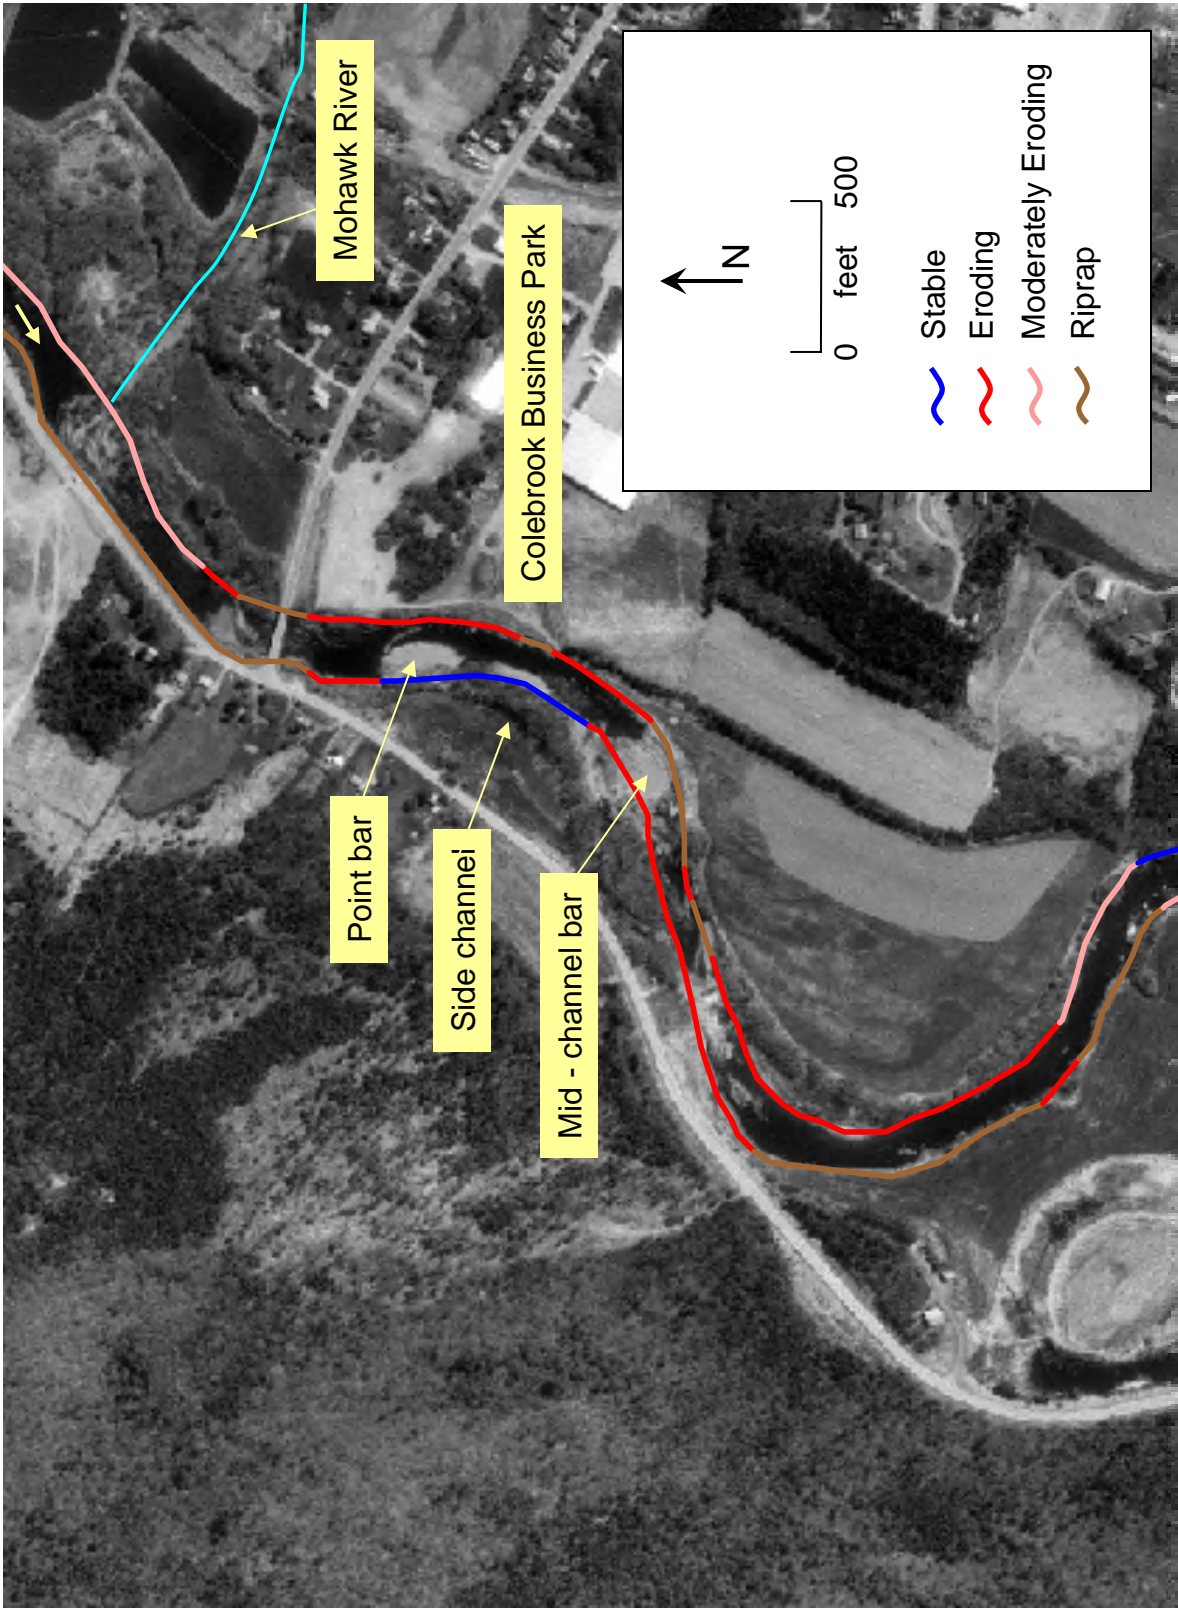 Mohawk River
Colebrook Business Park
Point bar
Side channel
Mid - channel bar
N
0 feet 500
Stable
Eroding
Moderately Eroding
Riprap